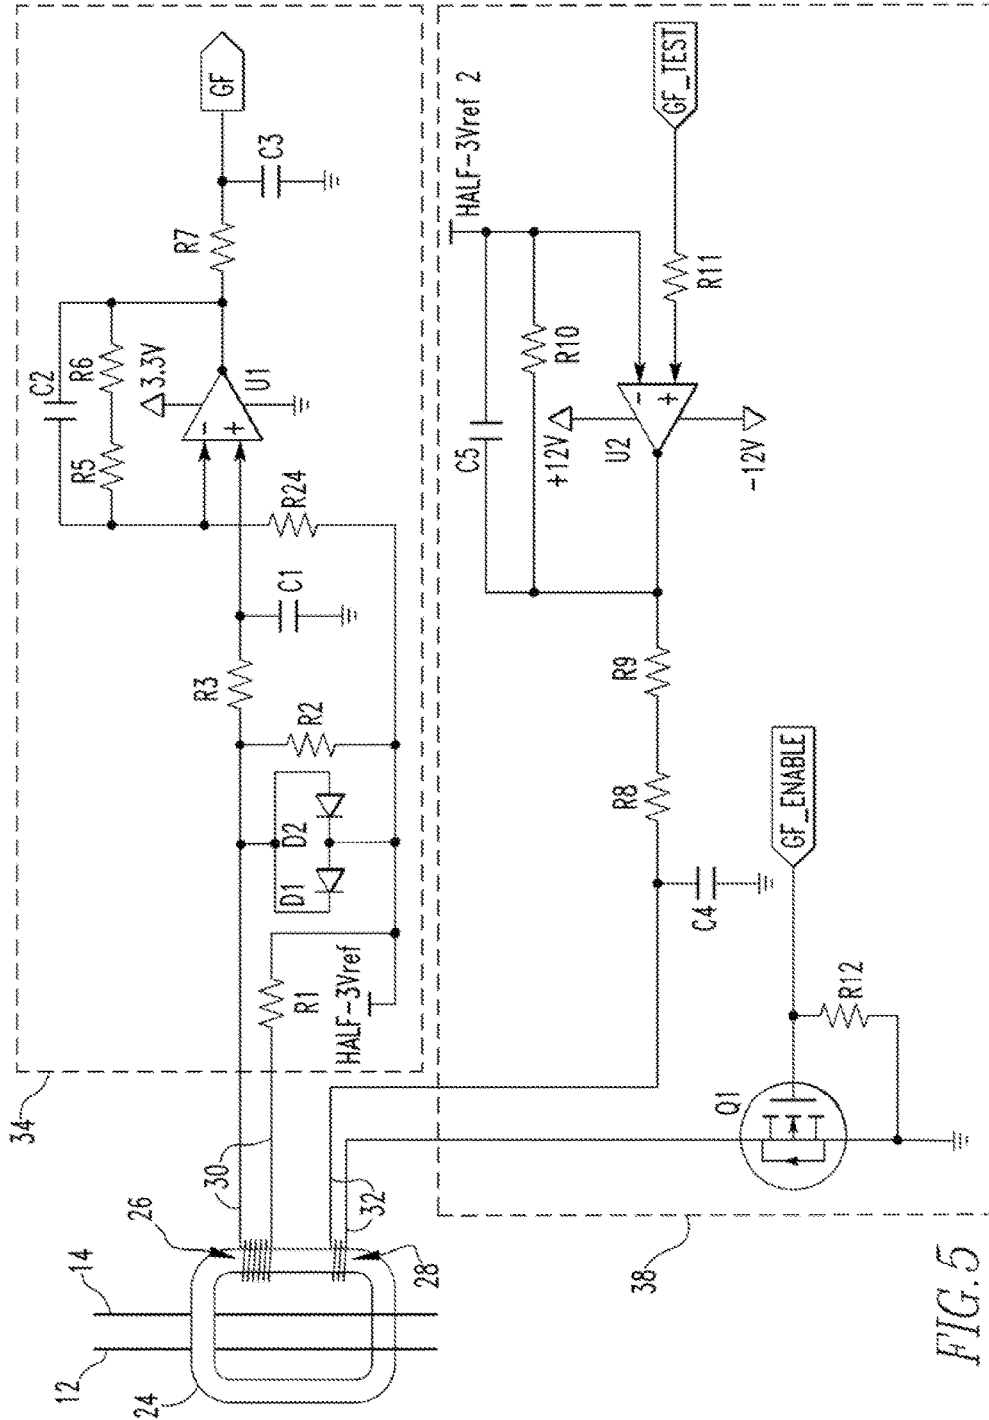 34
GF
R7
C3
C2
R6
R5
3.3V
U1
-
+
R24
C1
R3
R2
D2
D1
R1
HALF-3Vref
30
26
14
12
24
28
32
HALF-3Vref 2
GF_TEST
R11
R10
C5
+12V
-
+
U2
-12V
R9
R8
C4
GF_ENABLE
R12
Q1
38
FIG.5